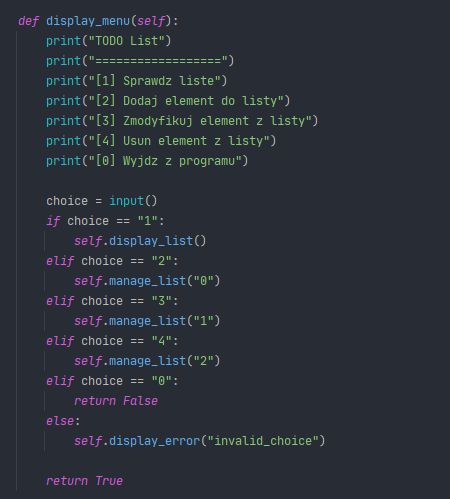 def display_menu(self):
    print("TODO List")
    print("==================")
    print("[1] Sprawdz liste")
    print("[2] Dodaj element do listy")
    print("[3] Zmodyfikuj element z listy")
    print("[4] Usun element z listy")
    print("[0] Wyjdz z programu")

    choice = input()
    if choice == "1":
        self.display_list()
    elif choice == "2":
        self.manage_list("0")
    elif choice == "3":
        self.manage_list("1")
    elif choice == "4":
        self.manage_list("2")
    elif choice == "0":
        return False
    else:
        self.display_error("invalid_choice")

    return True